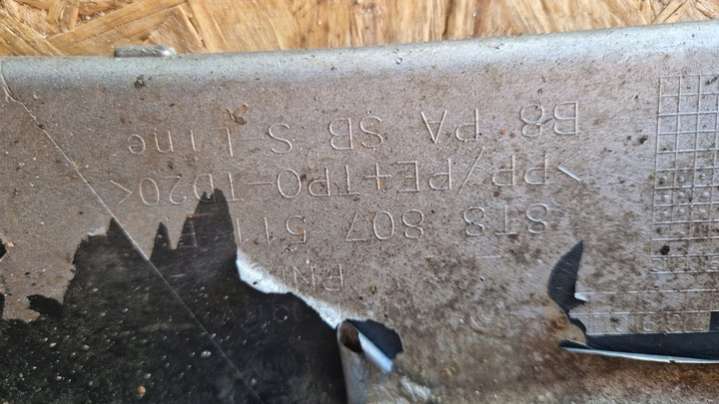 8T8 807 511
>PP/PE+TPO-TD20<
B8 PA SB S-Line